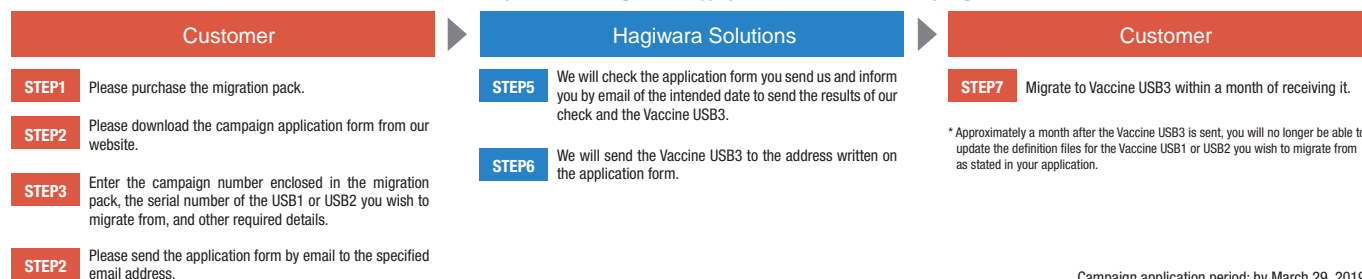 Customer
STEP1 Please purchase the migration pack.
STEP2 Please download the campaign application form from our
website.
STEP3 Enter the campaign number enclosed in the migration
pack, the serial number of the USB1 or USB2 you wish to
migrate from, and other required details.
STEP2 Please send the application form by email to the specified
email address.
Hagiwara Solutions
STEP5 We will check the application form you send us and inform
you by email of the intended date to send the results of our
check and the Vaccine USB3.
STEP6 We will send the Vaccine USB3 to the address written on
the application form.
Customer
STEP7 Migrate to Vaccine USB3 within a month of receiving it.
* Approximately a month after the Vaccine USB3 is sent, you will no longer be able to
update the definition files for the Vaccine USB1 or USB2 you wish to migrate from
as stated in your application.
Campaign application period: by March 29, 2019